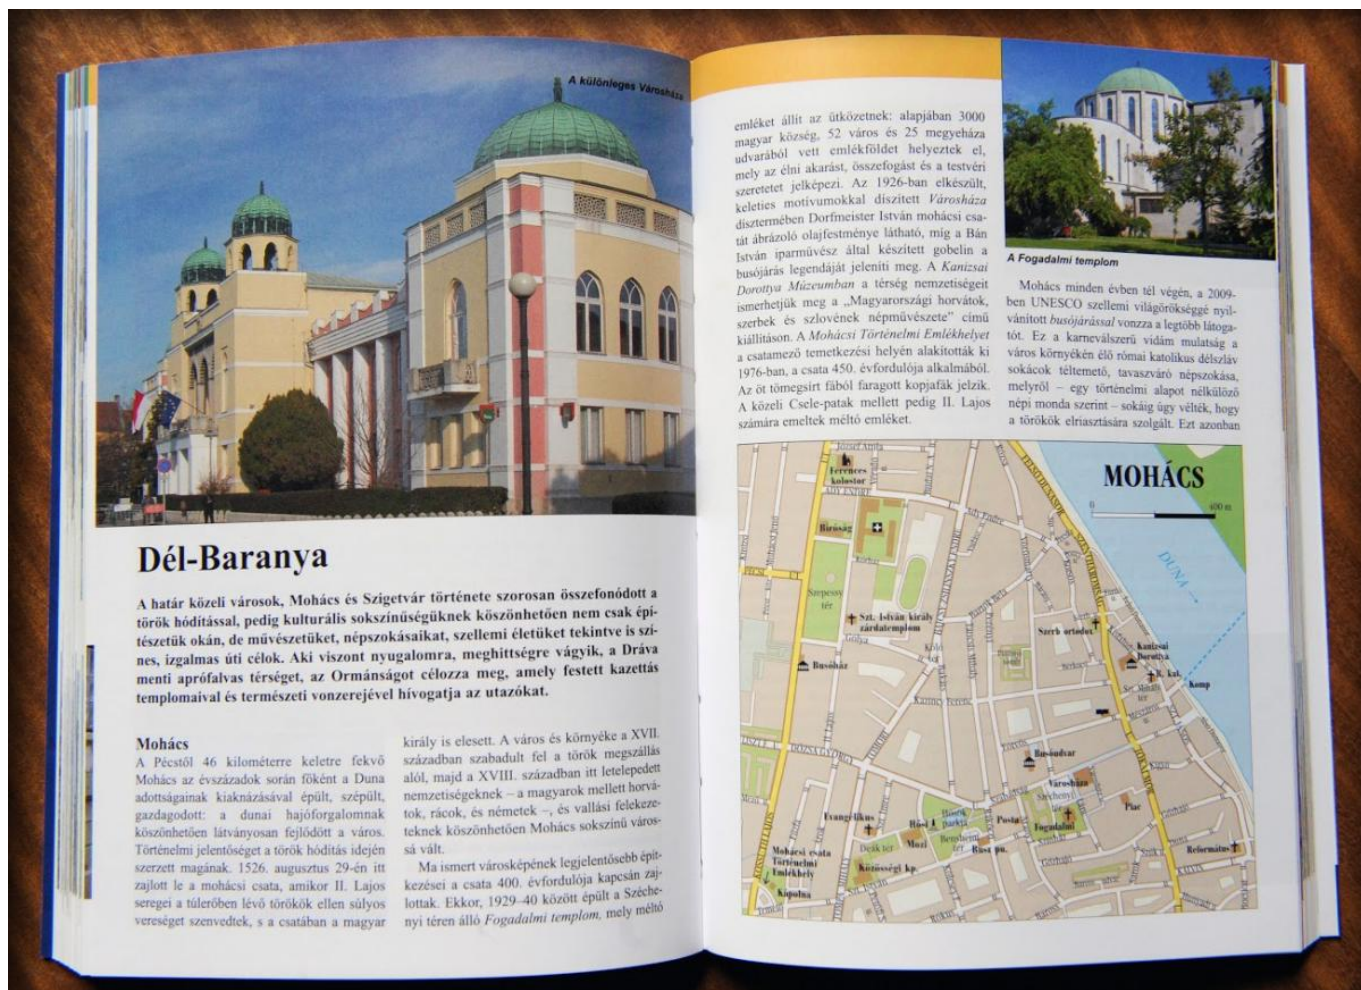 A különleges Városháza
Dél-Baranya
A határ közeli városok, Mohács és Szigetvár története szorosan összefonódott a
török hódítással, pedig kulturális sokszínűségüknek köszönhetően nem csak épí-
tészetük okán, de művészetüket, népszokásaikat, szellemi életüket tekintve is szí-
nes, izgalmas úti célok. Aki viszont nyugalomra, meghittségre vágyik, a Dráva
menti aprófalvas térséget, az Ormánságot célozza meg, amely festett kazettás
templomaival és természeti vonzerejével hívogatja az utazókat.
Mohács
A Pécstől 46 kilométerre keletre fekvő
Mohács az évszázadok során főként a Duna
adottságainak kiaknázásával épült, szépült,
gazdagodott: a dunai hajóforgalomnak
köszönhetően látványosan fejlődött a város.
Történelmi jelentőséget a török hódítás idején
szerzett magának. 1526. augusztus 29-én itt
zajlott le a mohácsi csata, amikor II. Lajos
seregei a túlerőben lévő törökök ellen súlyos
vereséget szenvedtek, s a csatában a magyar
király is elesett. A város és környéke a XVII.
században szabadult fel a török megszállás
alól, majd a XVIII. században itt letelepedett
nemzetiségeknek – a magyarok mellett horvá-
tok, rácok, és németek –, és vallási felekeze-
teknek köszönhetően Mohács sokszínű város-
sá vált.
Ma ismert városképének legjelentősebb épít-
kezései a csata 400. évfordulója kapcsán zaj-
lottak. Ekkor, 1929–40 között épült a Széche-
nyi téren álló Fogadalmi templom, mely méltó
emléket állít az ütközetnek: alapjában 3000
magyar község, 52 város és 25 megyeháza
udvarából vett emlékföldet helyeztek el,
mely az élni akarást, összefogást és a testvéri
szeretetet jelképezi. Az 1926-ban elkészült,
keleties motívumokkal díszített Városháza
dísztermében Dorfmeister István mohácsi csa-
tát ábrázoló olajfestménye látható, míg a Bán
István iparművész által készített gobelin a
busójárás legendáját jeleníti meg. A Kanizsai
Dorottya Múzeumban a térség nemzetiségeit
ismerhetjük meg a „Magyarországi horvátok,
szerbek és szlovének népművészete” című
kiállításon. A Mohácsi Történelmi Emlékhelyet
a csatamező temetkezési helyén alakították ki
1976-ban, a csata 450. évfordulója alkalmából.
Az öt tömegsírt fából faragott kopjafák jelzik.
A közeli Csele-patak mellett pedig II. Lajos
számára emeltek méltó emléket.
A Fogadalmi templom
Mohács minden évben tél végén, a 2009-
ben UNESCO szellemi világörökséggé nyil-
vánított busójárással vonzza a legtöbb látoga-
tót. Ez a karneválszerű vidám mulatság a
város környékén élő római katolikus délszláv
sokácok téltemető, tavaszváró népszokása,
melyről – egy történelmi alapot nélkülöző
népi monda szerint – sokáig úgy vélték, hogy
a törökök elriasztására szolgált. Ezt azonban
MOHÁCS
0 400 m
DUNA
Ferences
kolostor
ADY ENDRE
Bíróság
Kórház
Szepessy
tér
Szt. István király
zárdatemplom
Gólya
Busóház
Szerb ortodox
Kanizsai
Dorottya
R. kat.
Komp
Kazinczy Ferenc
Busóudvar
Városháza
Széchenyi
tér
Fogadalmi
Piac
Református
Evangélikus
Deák tér
Hősi
Mozi
Posta
Busz pu.
Közösségi kp.
Mohácsi csata
Történelmi
Emlékhely
Kápolna